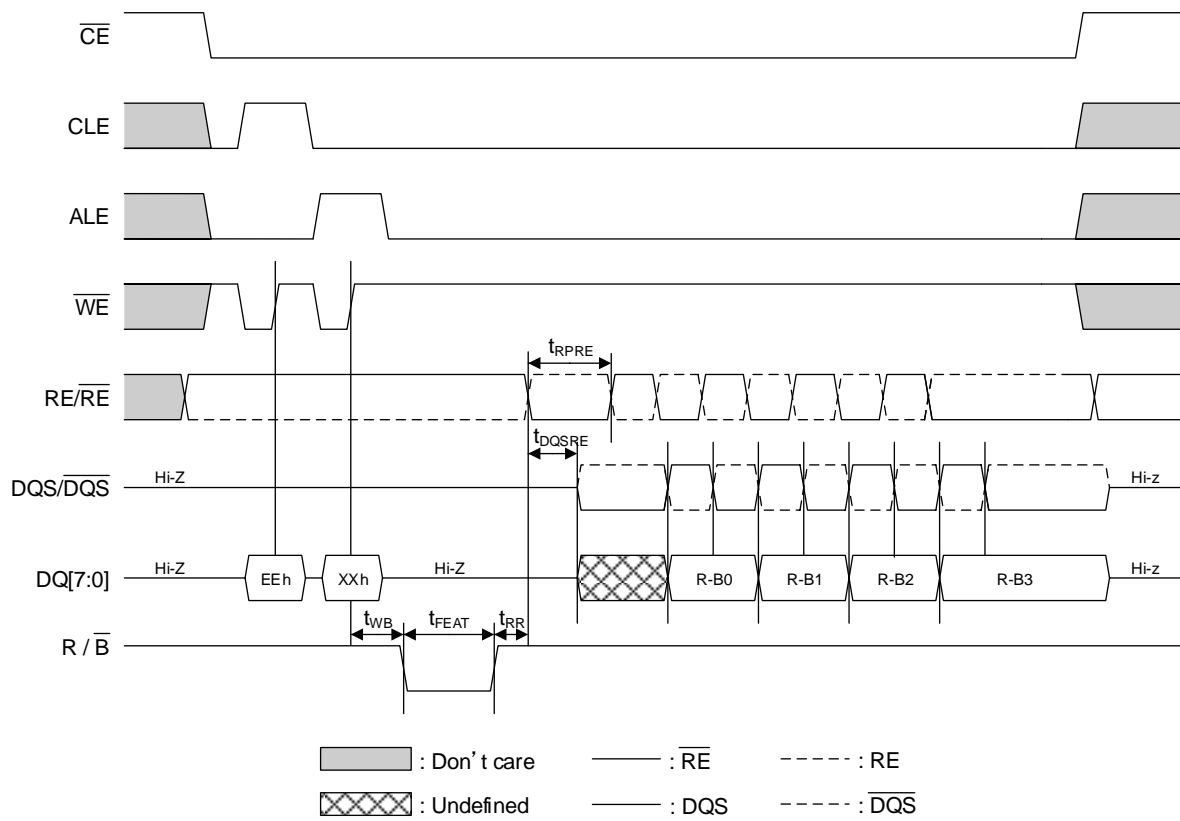 CE
CLE
ALE
WE
tRPRE
RE/RE
tDQSRE
DQS/DQS Hi-Z Hi-z
DQ[7:0] Hi-Z EEh XXh Hi-Z R-B0 R-B1 R-B2 R-B3 Hi-z
tWB tFEAT tRR
R / B
: Don't care : RE : RE
: Undefined : DQS : DQS